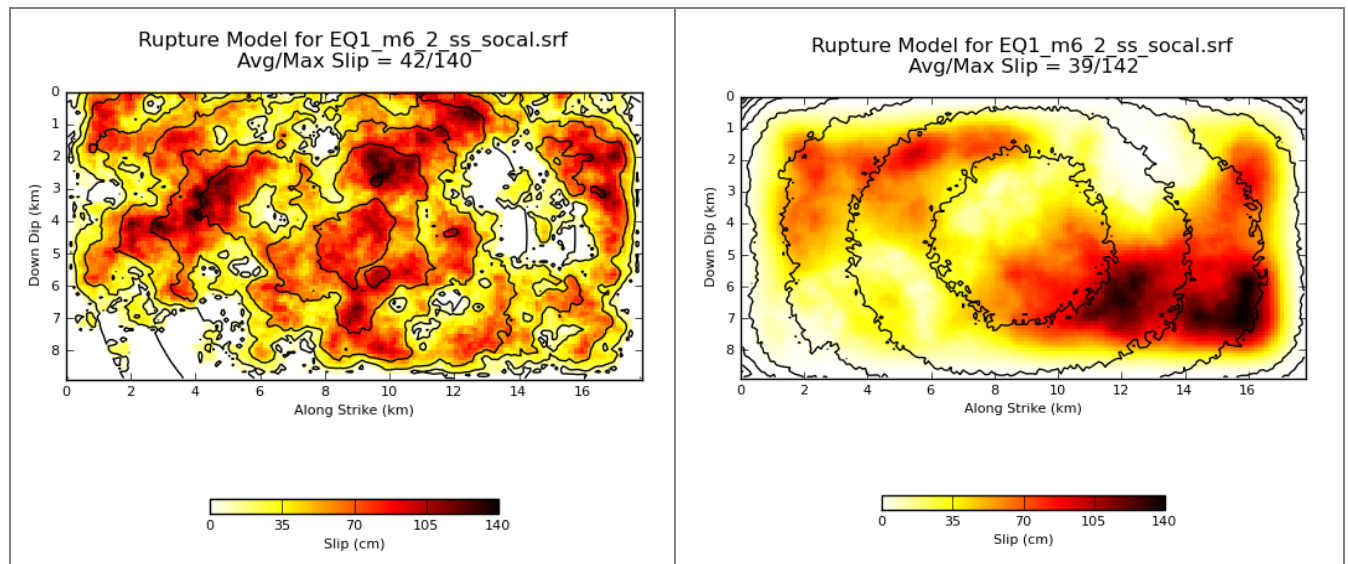 Rupture Model for EQ1_m6_2_ss_socal.srf
Avg/Max Slip = 42/140
0
1
2
3
4
5
6
7
8
Down Dip (km)
0 2 4 6 8 10 12 14 16
Along Strike (km)
0 35 70 105 140
Slip (cm)
Rupture Model for EQ1_m6_2_ss_socal.srf
Avg/Max Slip = 39/142
0
2
4
5
6
8
Down Dip (km)
0 2 4 6 8 10 12 14 16
Along Strike (km)
0 35 70 105 140
Slip (cm)